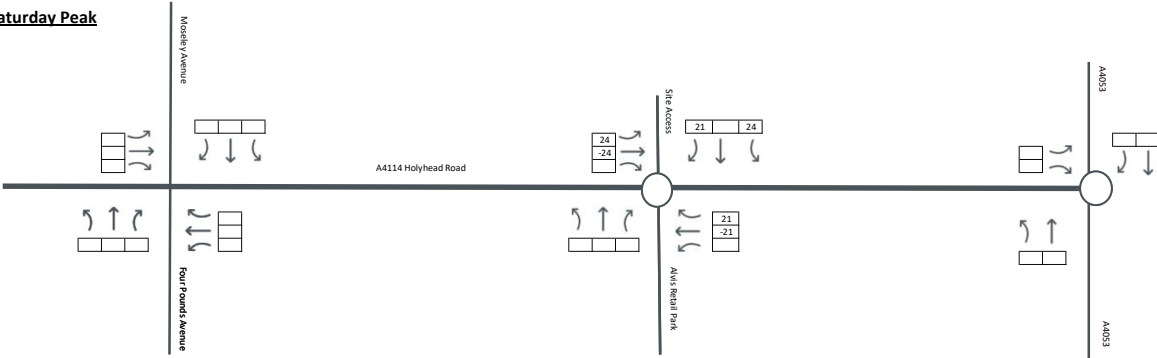 aturday Peak
Moseley Avenue
Site Access
A4053
21 24
24
-24
A4114 Holyhead Road
21
-21
Four Pounds Avenue
Alvis Retail Park
A4053